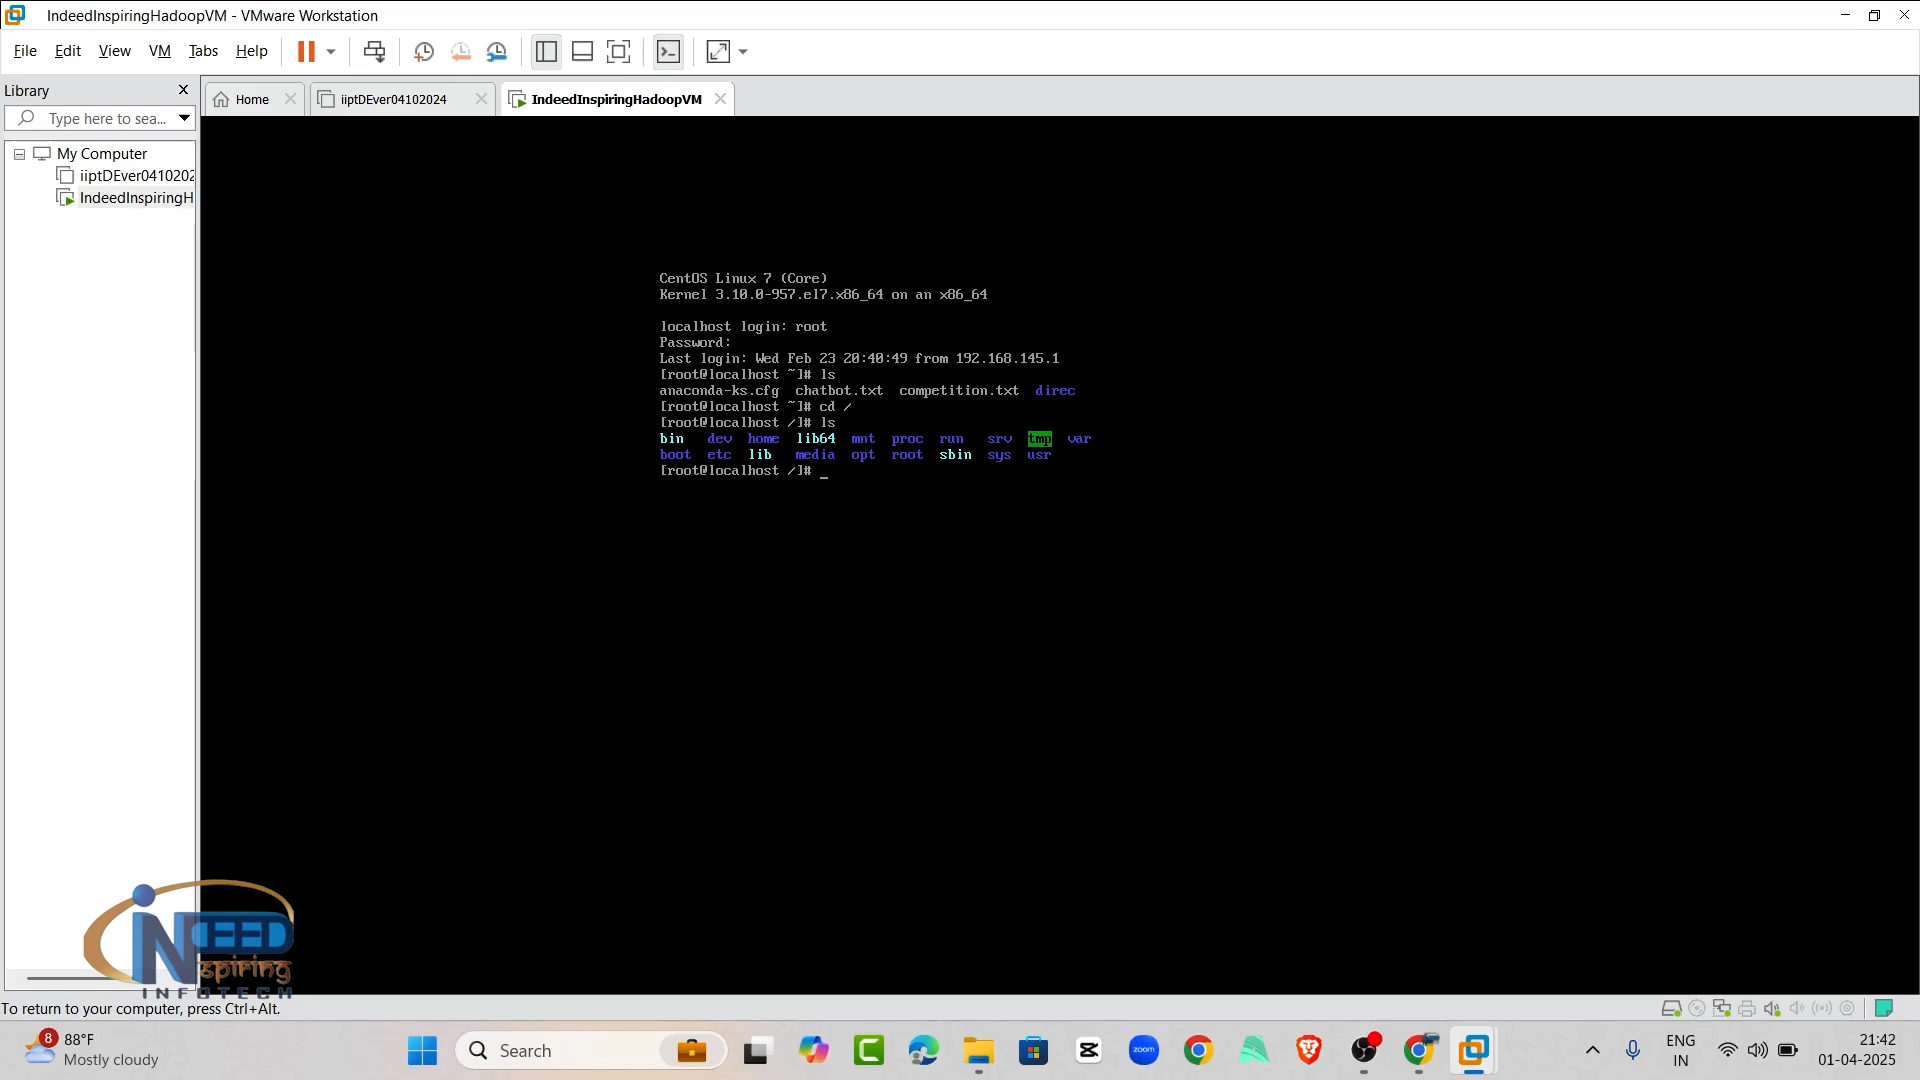 IndeedInspiringHadoopVM - VMware Workstation
File Edit View VM Tabs Help
Library
Type here to sea...
My Computer
iiptDEver0410202
IndeedInspiringH
Home
iiptDEver04102024
IndeedInspiringHadoopVM
CentOS Linux 7 (Core)
Kernel 3.10.0-957.el7.x86_64 on an x86_64
localhost login: root
Password:
Last login: Wed Feb 23 20:40:49 from 192.168.145.1
[root@localhost ~]# ls
anaconda-ks.cfg chatbot.txt competition.txt direc
[root@localhost ~]# cd /
[root@localhost /]# ls
bin dev home lib64 mnt proc run srv tmp var
boot etc lib media opt root sbin sys usr
[root@localhost /]# _
iNDEED
Inspiring
INFOTECH
To return to your computer, press Ctrl+Alt.
8
88°F
Mostly cloudy
Search
zoom
ENG
IN
21:42
01-04-2025